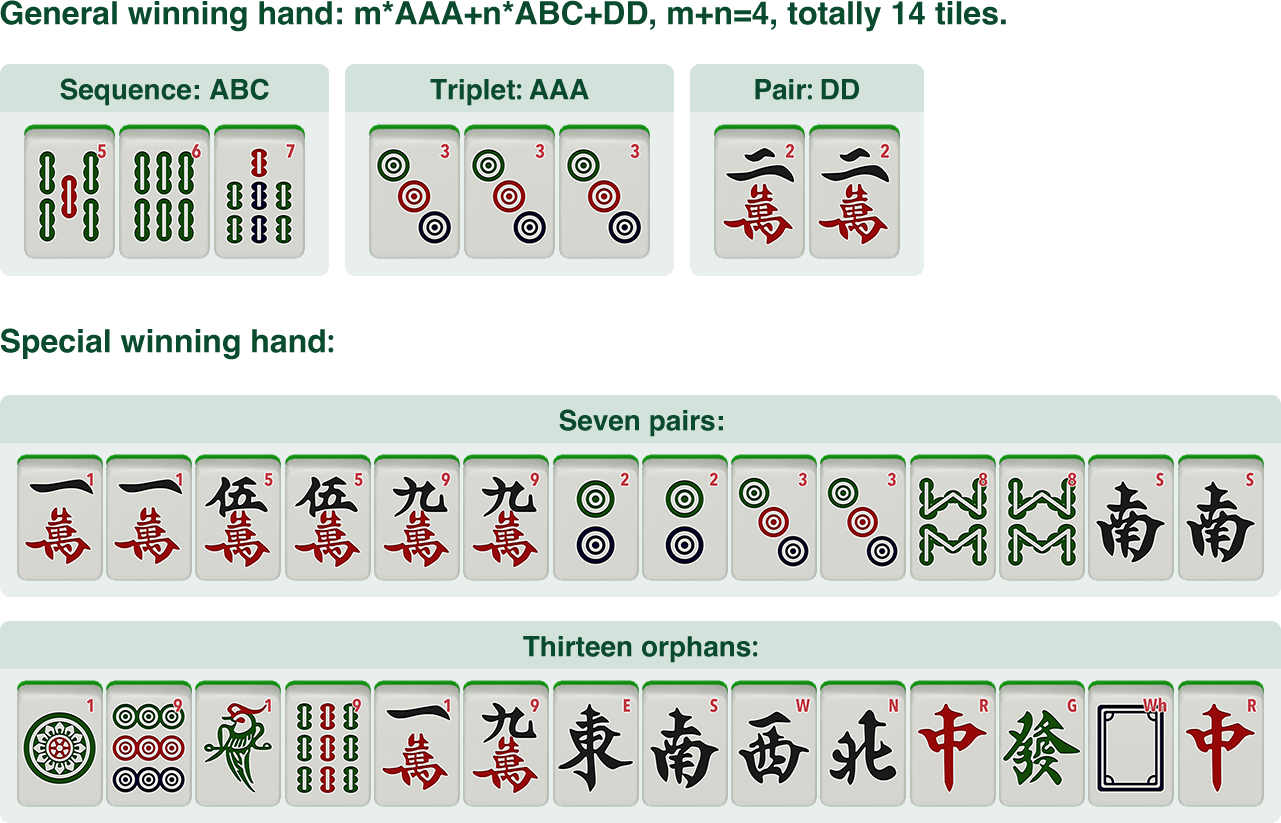 General winning hand: m*AAA+n*ABC+DD, m+n=4, totally 14 tiles.
Sequence: ABC
Triplet: AAA
Pair: DD
5 6 7
3 3 3
2 2
二 二
萬 萬
Special winning hand:
Seven pairs:
1 1 5 5 9 9 2 2 3 3 8 8 S S
一 一 伍 伍 九 九 南 南
萬 萬 萬 萬 萬 萬
Thirteen orphans:
1 9 1 9 1 9 E S W N R G Wh R
一 九 東 南 西 北 中 發 中
萬 萬